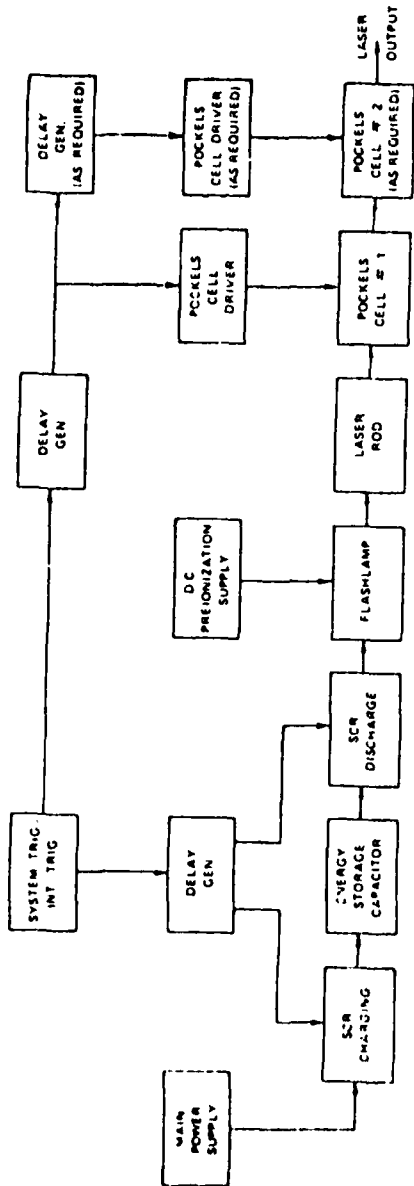 SYSTEM TRIG
INT TRIG
DELAY
GEN
DELAY
GEN.
(AS REQUIRED)
MAIN
POWER
SUPPLY
DELAY
GEN
DC
PREIONIZATION
SUPPLY
POCKELS
CELL
DRIVER
POCKELS
CELL DRIVER
(AS REQUIRED)
SCR
CHARGING
ENERGY
STORAGE
CAPACITOR
SCR
DISCHARGE
FLASHLAMP
LASER
ROD
POCKELS
CELL # 1
POCKELS
CELL # 2
(AS REQUIRED)
LASER
OUTPUT